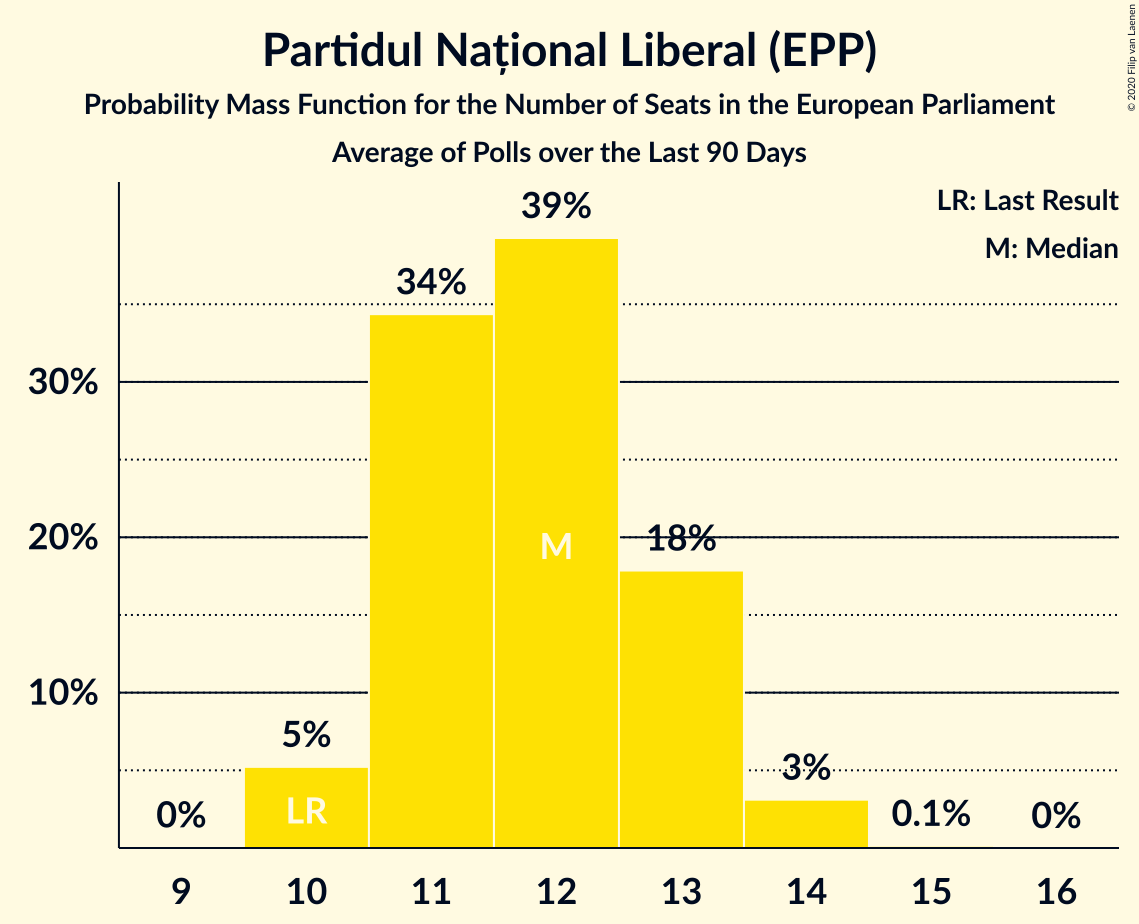 Partidul Național Liberal (EPP)
Probability Mass Function for the Number of Seats in the European Parliament
Average of Polls over the Last 90 Days
© 2020 Filip van Laenen
LR: Last Result
M: Median
39%
34%
30%
20%
M
18%
10%
5%
3%
0%
LR
0.1%
0%
9 10 11 12 13 14 15 16